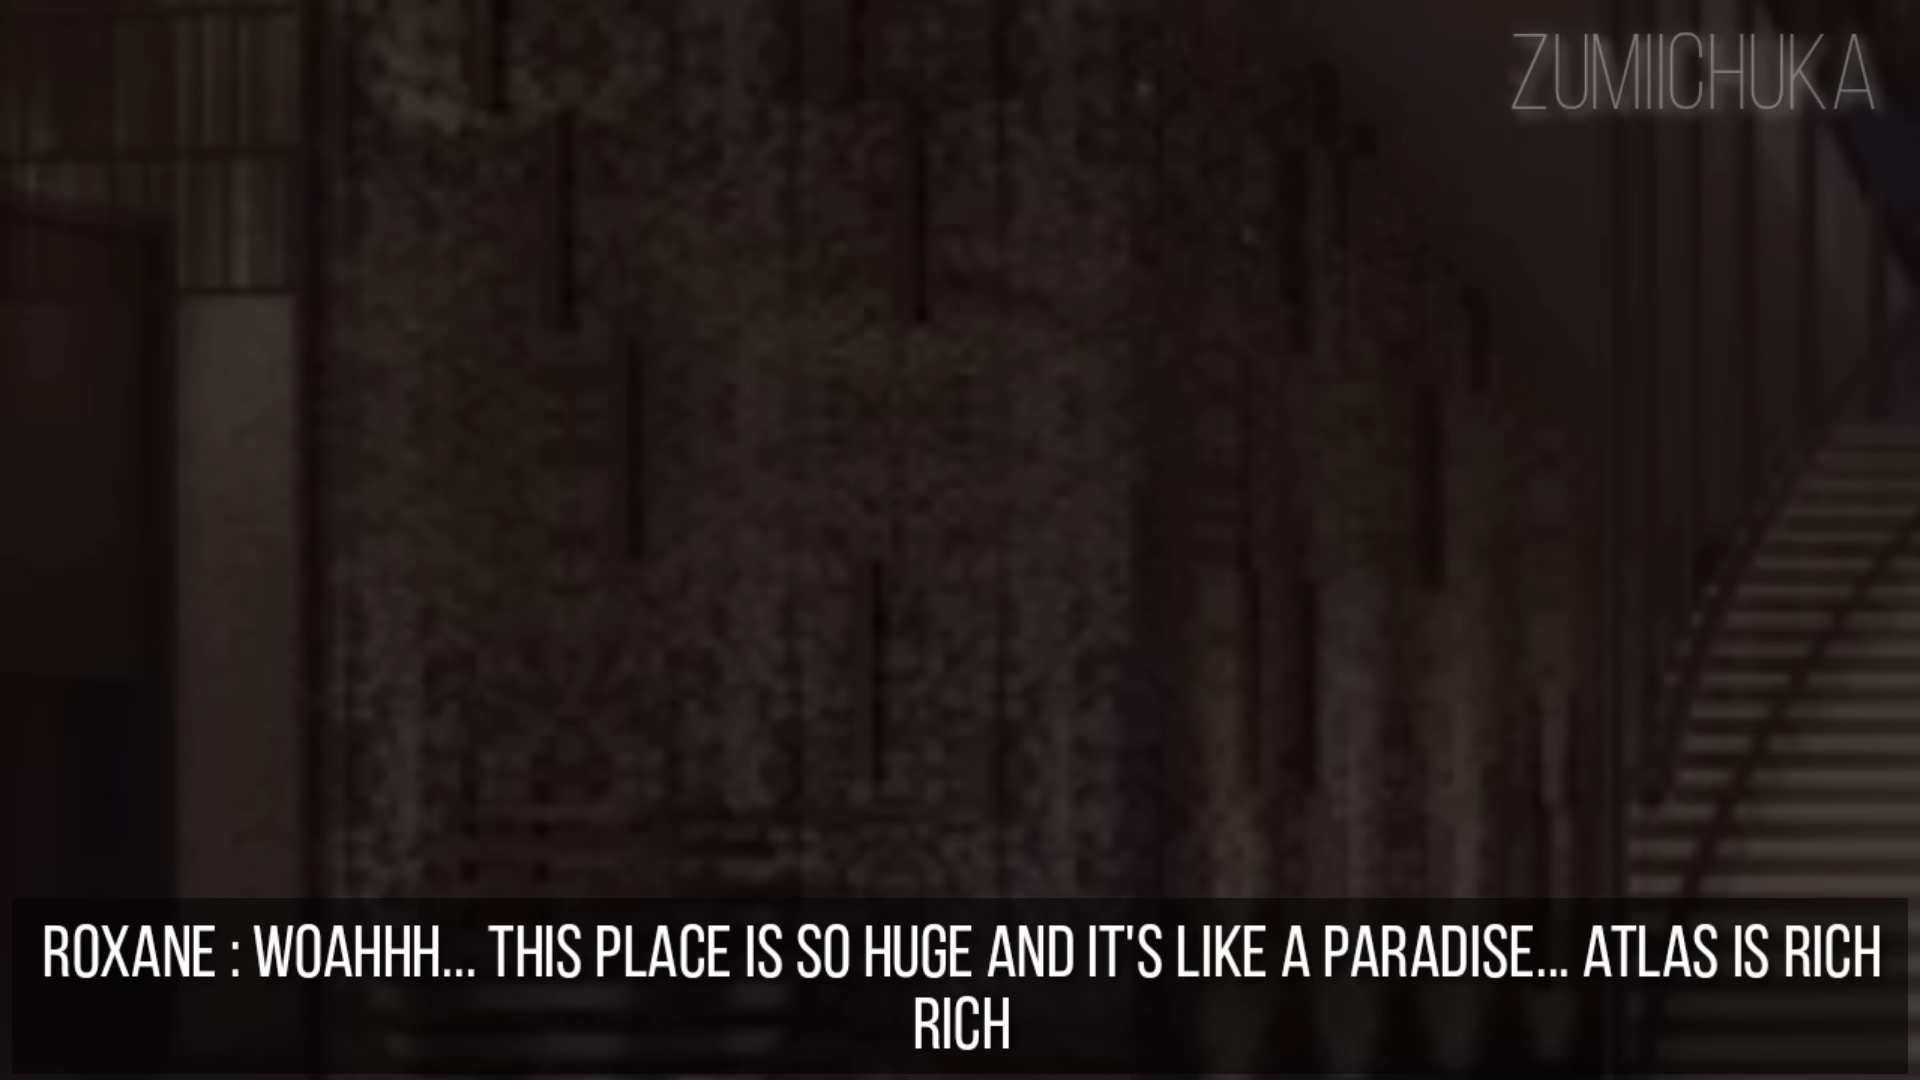 ZUMIICHUKA
ROXANE : WOAHHH... THIS PLACE IS SO HUGE AND IT'S LIKE A PARADISE... ATLAS IS RICH
RICH